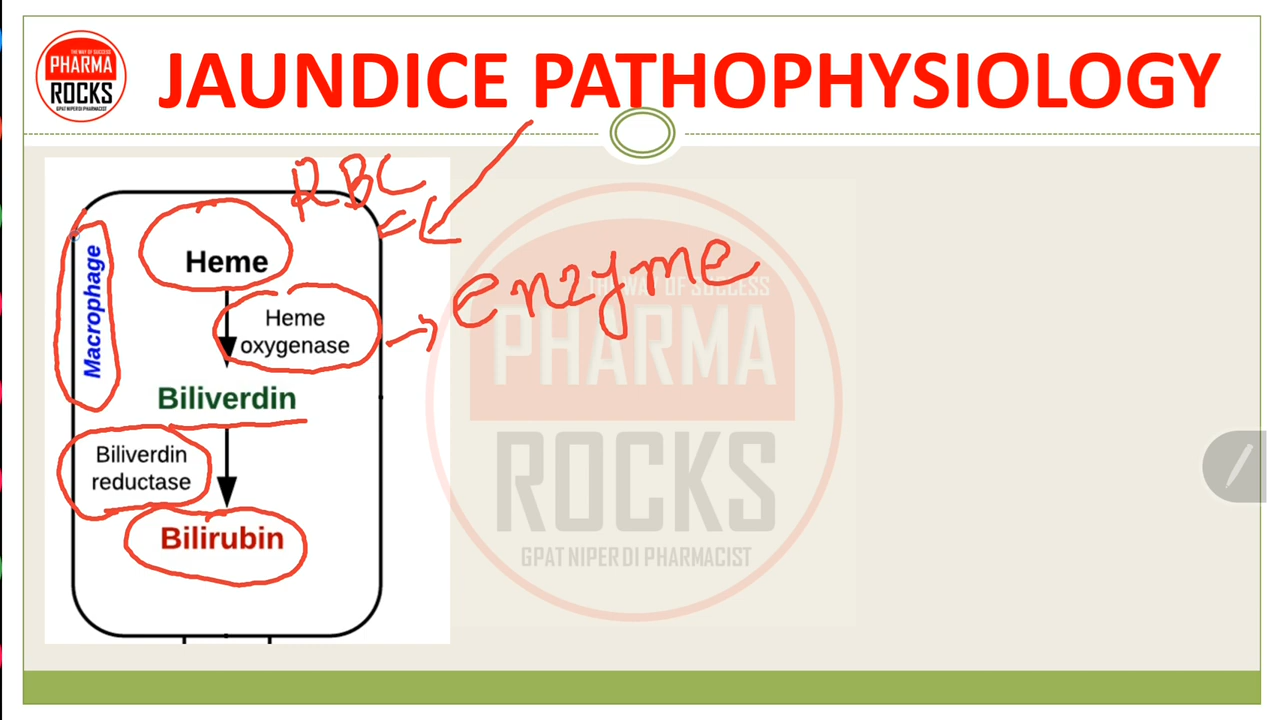 THE WAY OF SUCCESS
PHARMA
ROCKS
GPAT NIPER DI PHARMACIST
JAUNDICE PATHOPHYSIOLOGY
RBC
Macrophage
Heme
Heme
oxygenase
enzyme
Biliverdin
Biliverdin
reductase
Bilirubin
THE WAY OF SUCCESS
PHARMA
ROCKS
GPAT NIPER DI PHARMACIST